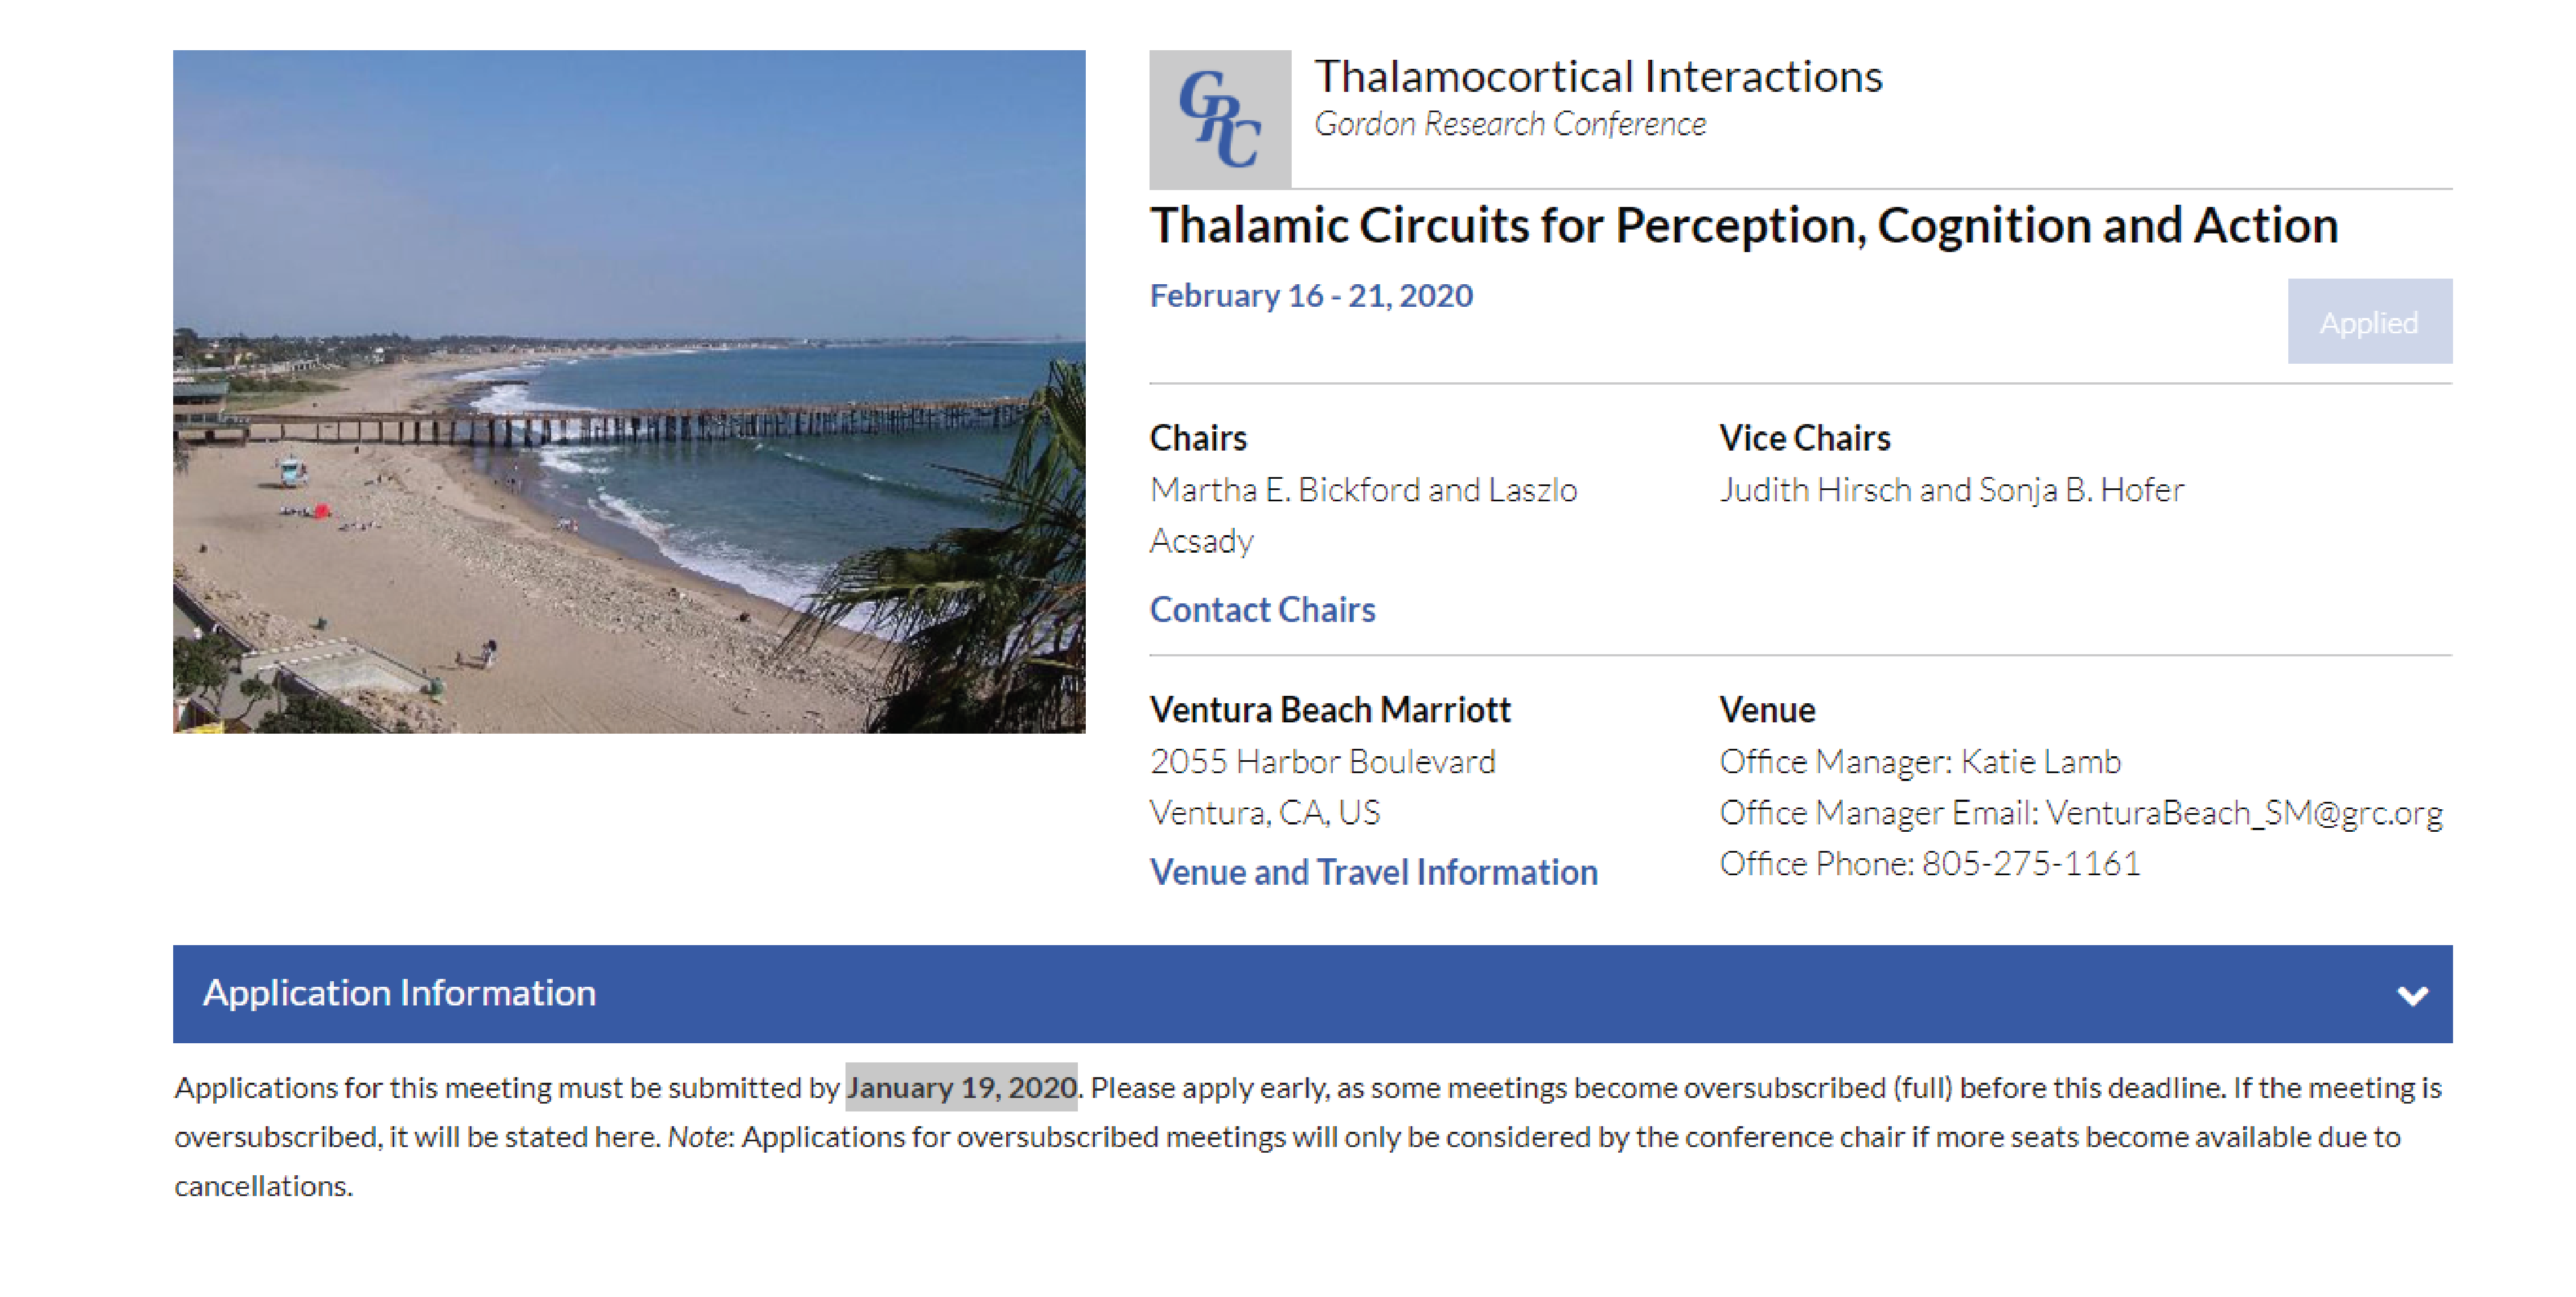 GRC
Thalamocortical Interactions
Gordon Research Conference
Thalamic Circuits for Perception, Cognition and Action
February 16 - 21, 2020
Applied
Chairs
Martha E. Bickford and Laszlo
Acsady
Contact Chairs
Vice Chairs
Judith Hirsch and Sonja B. Hofer
Ventura Beach Marriott
2055 Harbor Boulevard
Ventura, CA, US
Venue and Travel Information
Venue
Office Manager: Katie Lamb
Office Manager Email: VenturaBeach_SM@grc.org
Office Phone: 805-275-1161
Application Information
Applications for this meeting must be submitted by January 19, 2020. Please apply early, as some meetings become oversubscribed (full) before this deadline. If the meeting is
oversubscribed, it will be stated here. Note: Applications for oversubscribed meetings will only be considered by the conference chair if more seats become available due to
cancellations.